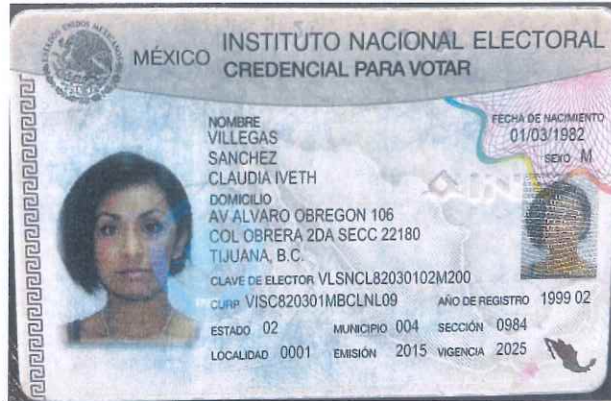 MÉXICO
INSTITUTO NACIONAL ELECTORAL
CREDENCIAL PARA VOTAR
NOMBRE
VILLEGAS
SANCHEZ
CLAUDIA IVETH
FECHA DE NACIMIENTO
01/03/1982
SEXO M
DOMICILIO
AV ALVARO OBREGON 106
COL OBRERA 2DA SECC 22180
TIJUANA, B.C.
CLAVE DE ELECTOR VLSNCL82030102M200
CURP VISC820301MBCLNL09 AÑO DE REGISTRO 1999 02
ESTADO 02 MUNICIPIO 004 SECCIÓN 0984
LOCALIDAD 0001 EMISIÓN 2015 VIGENCIA 2025